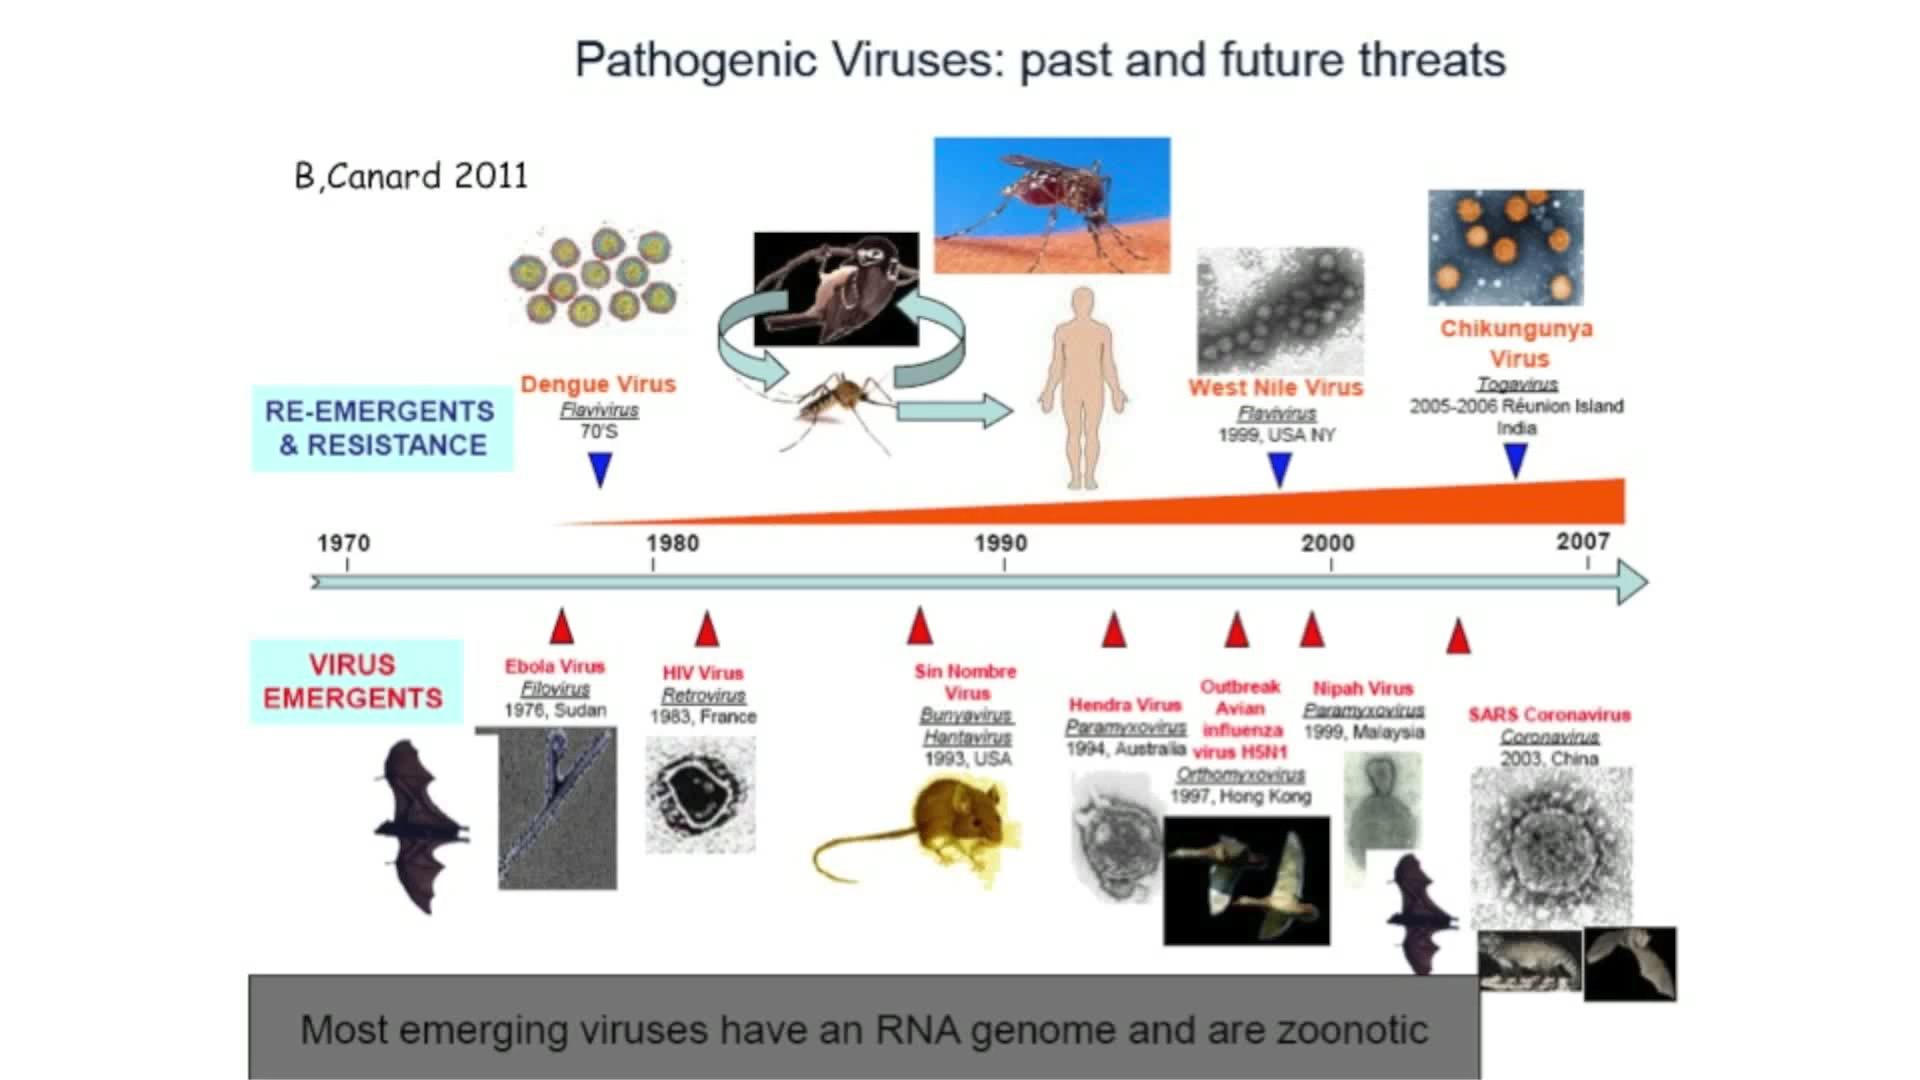 Pathogenic Viruses: past and future threats
B,Canard 2011
RE-EMERGENTS
& RESISTANCE
Dengue Virus
Flavivirus
70'S
West Nile Virus
Flavivirus
1999, USA NY
Chikungunya
Virus
Togavirus
2005-2006 Réunion Island
India
1970
1980
1990
2000
2007
VIRUS
EMERGENTS
Ebola Virus
Filovirus
1976, Sudan
HIV Virus
Retrovirus
1983, France
Sin Nombre
Virus
Bunyavirus
Hantavirus
1993, USA
Hendra Virus
Paramyxovirus
1994, Australia
Outbreak
Avian
influenza
virus H5N1
Orthomyxovirus
1997, Hong Kong
Nipah Virus
Paramyxovirus
1999, Malaysia
SARS Coronavirus
Coronavirus
2003, China
Most emerging viruses have an RNA genome and are zoonotic